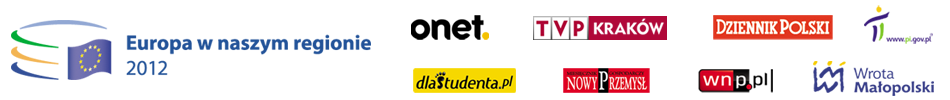 Europa w naszym regionie
2012
onet.
TVP KRAKÓW
DZIENNIK POLSKI
www.pi.gov.pl
dlaStudenta.pl
NOWY PRZEMYSŁ
wnp.pl
Wrota
Małopolski